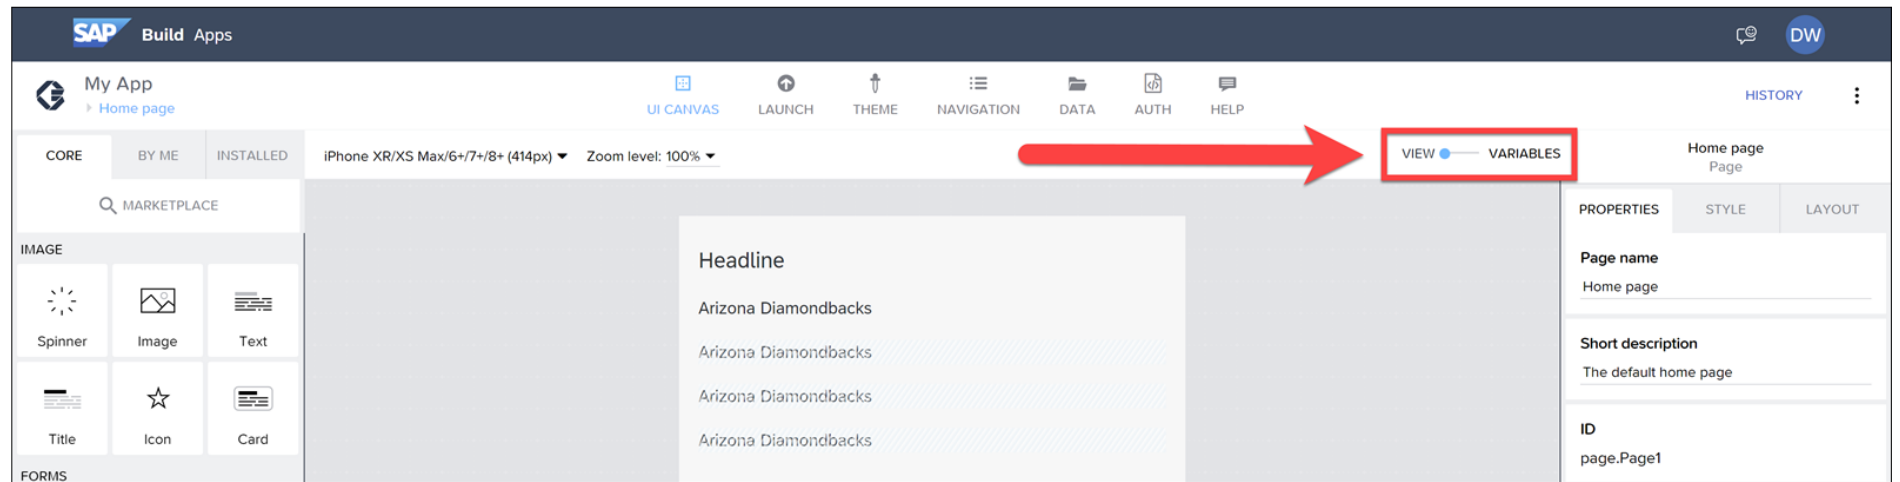 SAP Build Apps
DW
My App
Home page
UI CANVAS LAUNCH THEME NAVIGATION DATA AUTH HELP
HISTORY
CORE BY ME INSTALLED
iPhone XR/XS Max/6+/7+/8+ (414px) Zoom level: 100%
VIEW VARIABLES
Home page
Page
MARKETPLACE
PROPERTIES STYLE LAYOUT
IMAGE
Spinner Image Text
Title Icon Card
FORMS
Headline
Arizona Diamondbacks
Arizona Diamondbacks
Arizona Diamondbacks
Arizona Diamondbacks
Page name
Home page
Short description
The default home page
ID
page.Page1